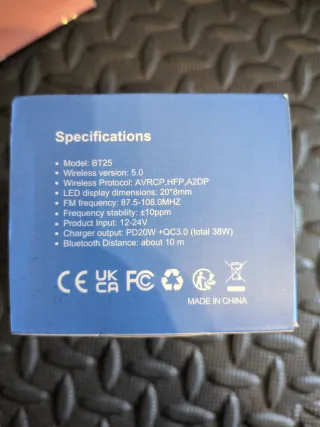 Specifications
• Model: BT25
• Wireless version: 5.0
• Wireless Protocol: AVRCP,HFP,A2DP
• LED display dimensions: 20*8mm
• FM frequency: 87.5-108.0MHZ
• Frequency stability: ±10ppm
• Product Input: 12-24V
• Charger output: PD20W +QC3.0 (total 38W)
• Bluetooth Distance: about 10 m
CE UK CA FC
MADE IN CHINA